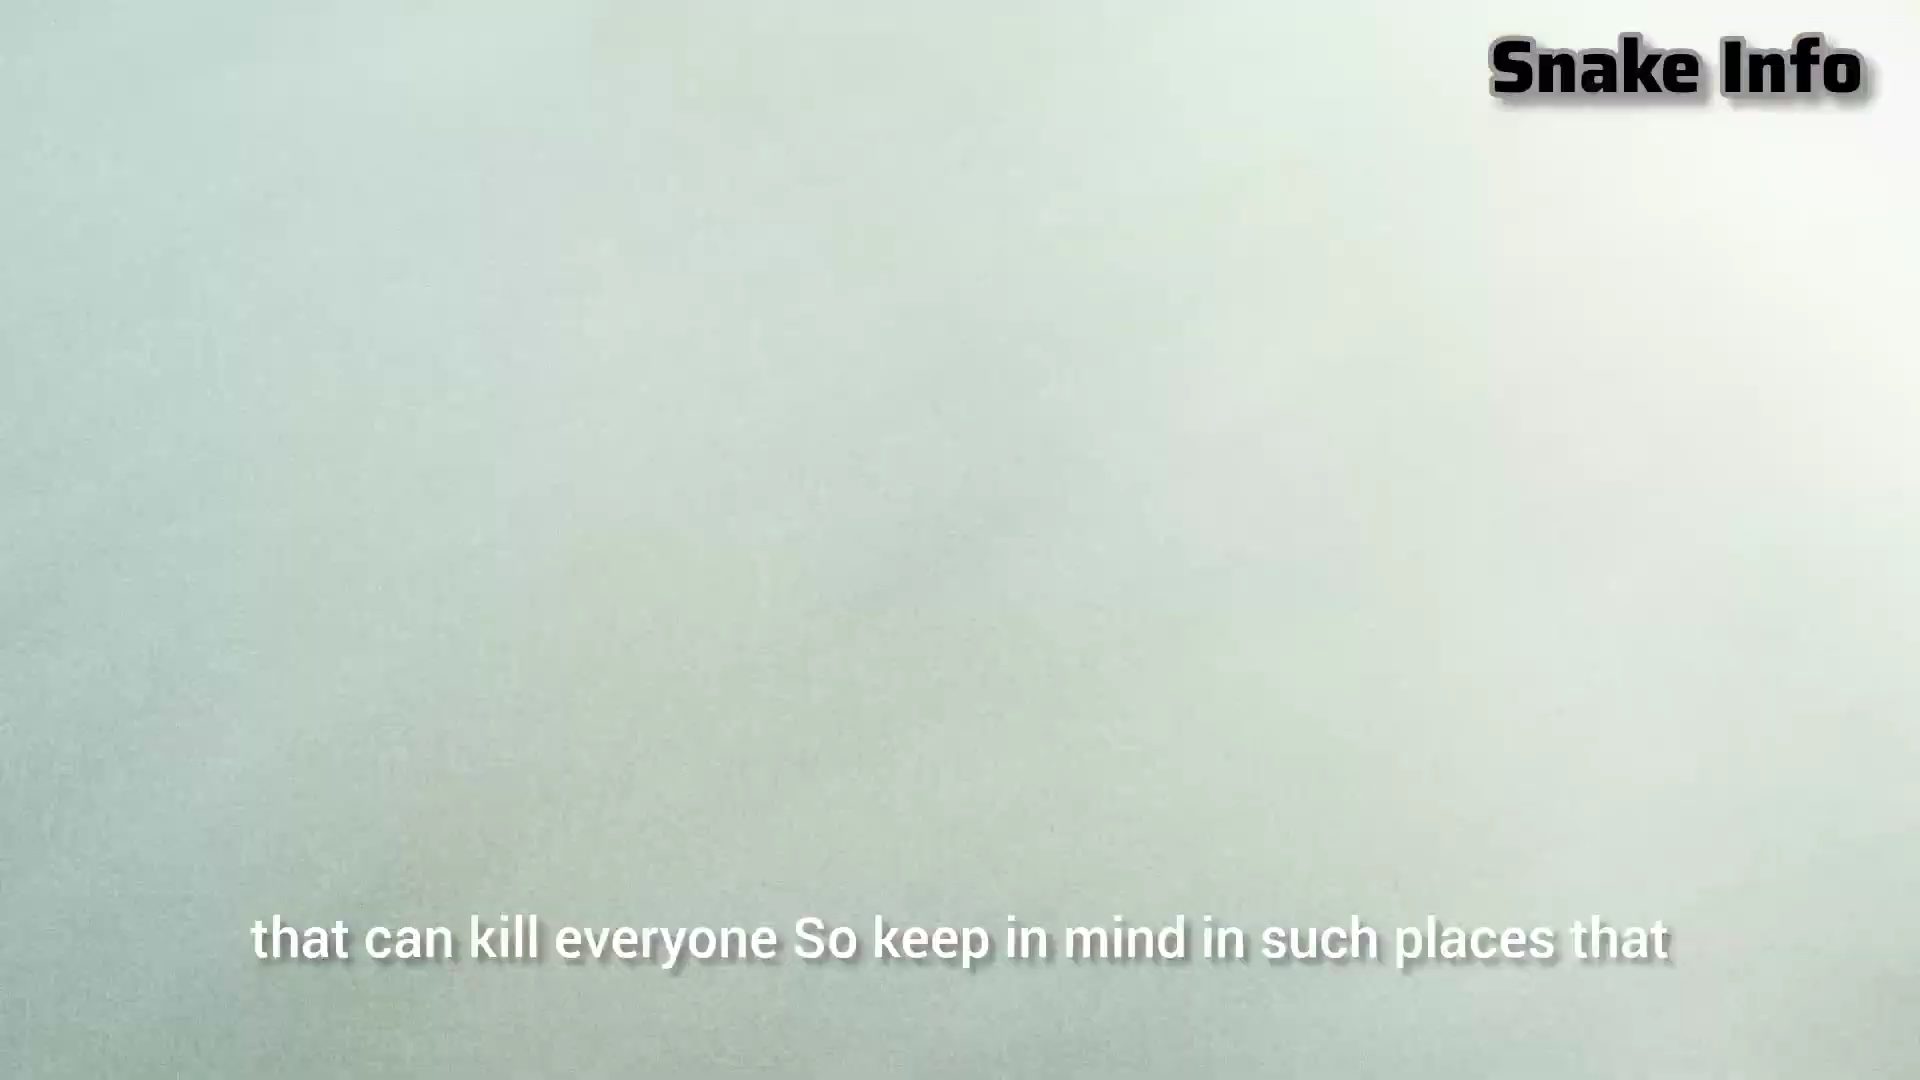 Snake Info
that can kill everyone So keep in mind in such places that